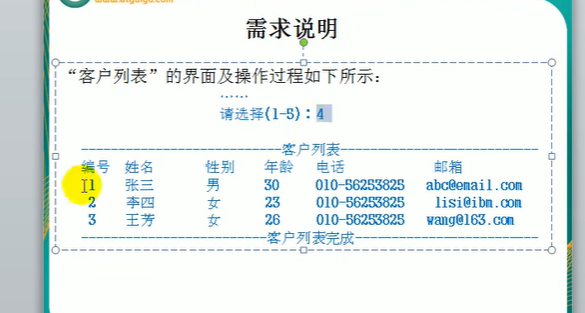 需求说明
“客户列表”的界面及操作过程如下所示：
......
请选择(1-5)：4
---------------------------客户列表---------------------------
编号 姓名 性别 年龄 电话 邮箱
1 张三 男 30 010-56253825 abc@email.com
2 李四 女 23 010-56253825 lisi@ibm.com
3 王芳 女 26 010-56253825 wang@163.com
-------------------------客户列表完成-------------------------